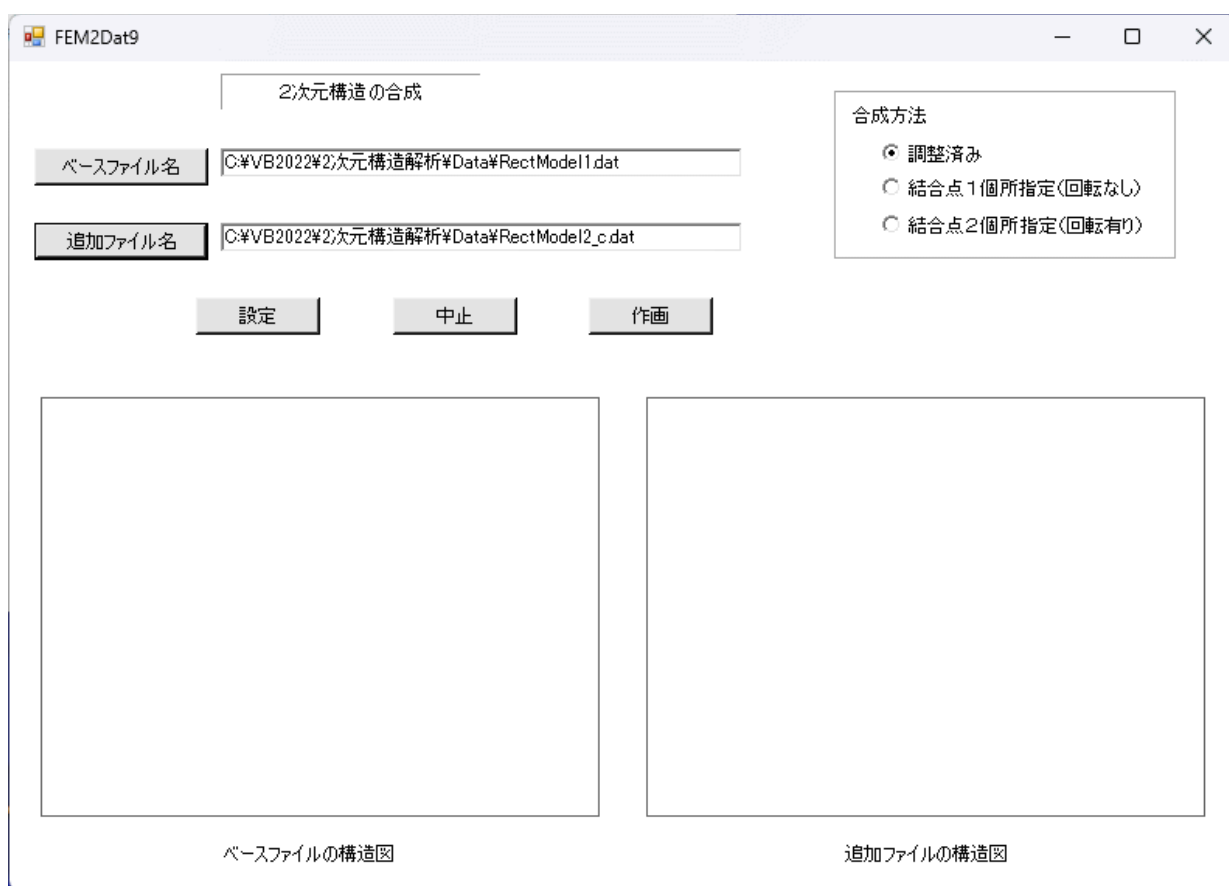 FEM2Dat9
2次元構造の合成
合成方法
調整済み
結合点1個所指定(回転なし)
結合点2個所指定(回転有り)
ベースファイル名
C:¥VB2022¥2次元構造解析¥Data¥RectModel1.dat
追加ファイル名
C:¥VB2022¥2次元構造解析¥Data¥RectModel2_c.dat
設定
中止
作画
ベースファイルの構造図
追加ファイルの構造図